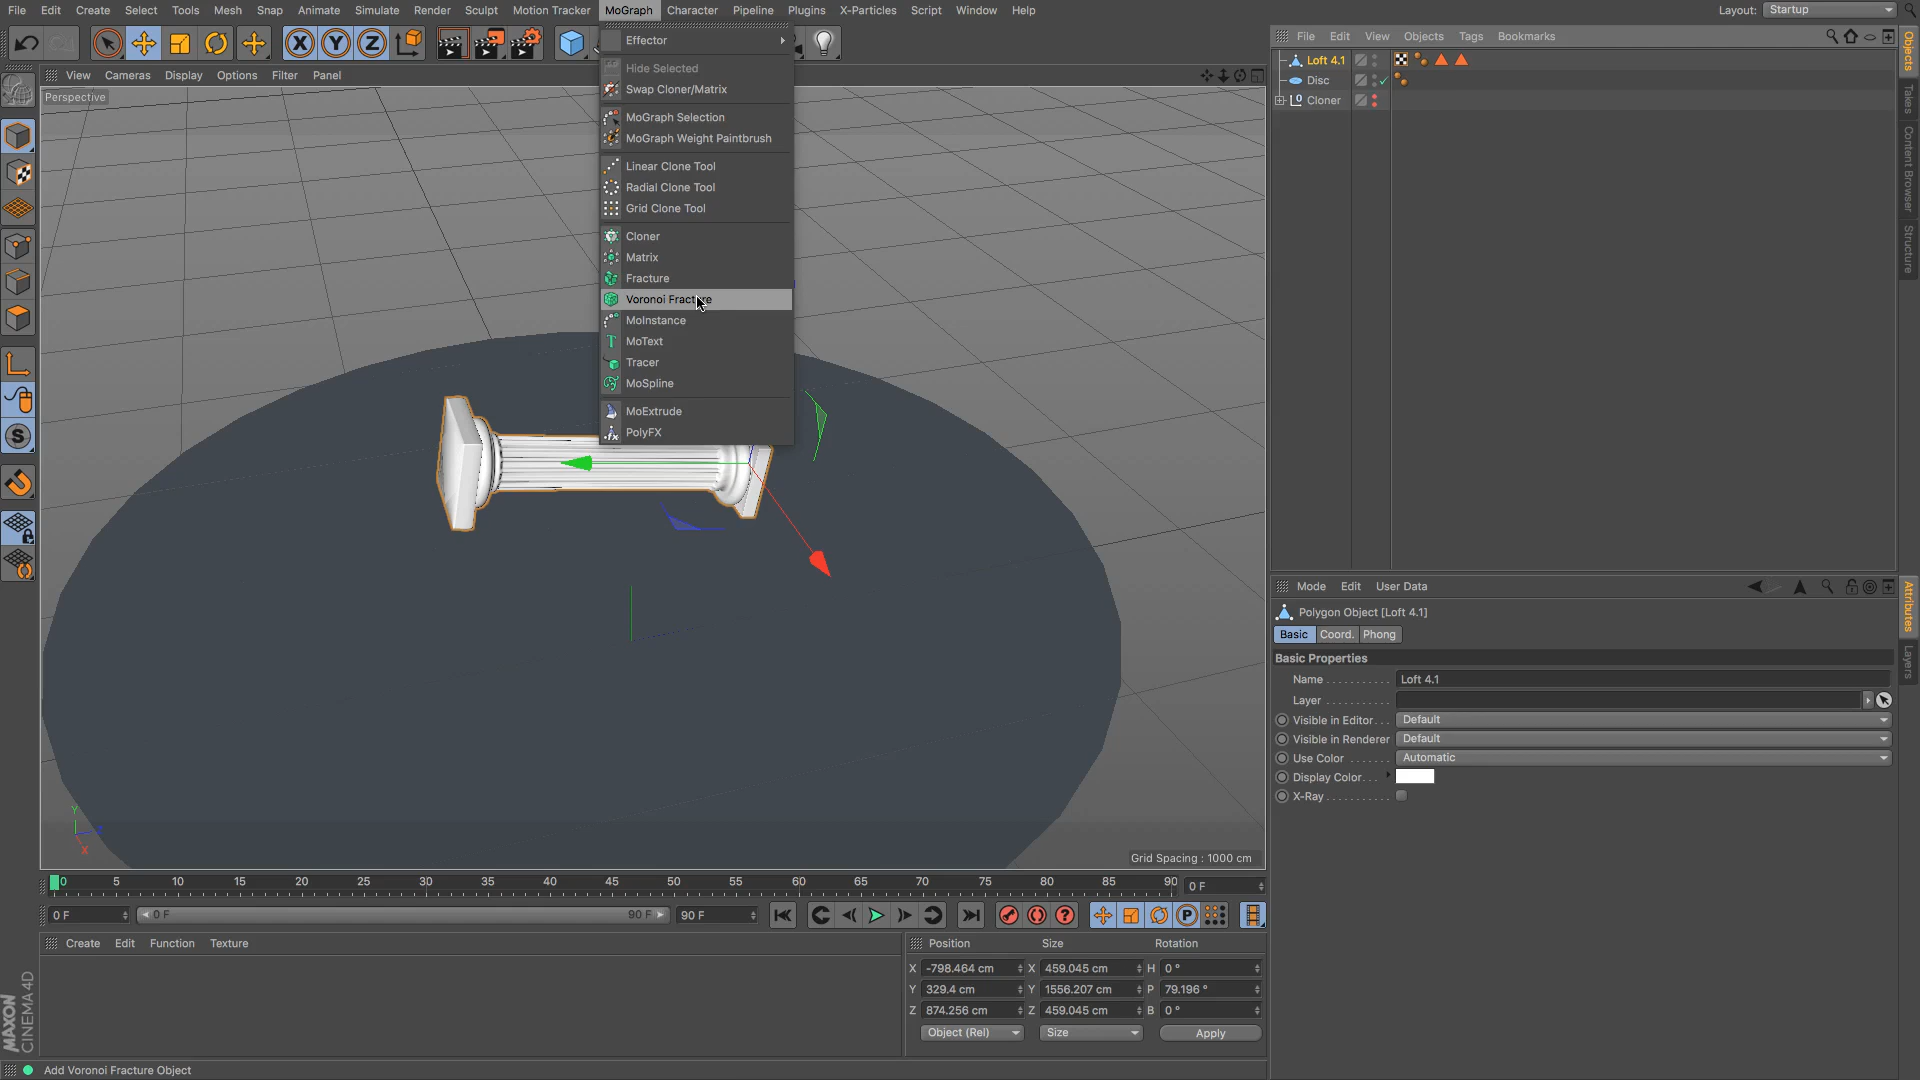 File Edit Create Select Tools Mesh Snap Animate Simulate Render Sculpt Motion Tracker MoGraph Character Pipeline Plugins X-Particles Script Window Help Layout: Startup
X Y Z
View Cameras Display Options Filter Panel
Perspective
Effector
Hide Selected
Swap Cloner/Matrix
MoGraph Selection
MoGraph Weight Paintbrush
Linear Clone Tool
Radial Clone Tool
Grid Clone Tool
Cloner
Matrix
Fracture
Voronoi Fracture
MoInstance
MoText
Tracer
MoSpline
MoExtrude
PolyFX
File Edit View Objects Tags Bookmarks
Loft 4.1
Disc
Cloner
Objects
Takes
Content Browser
Structure
Mode Edit User Data
Polygon Object [Loft 4.1]
Basic Coord. Phong
Basic Properties
Name Loft 4.1
Layer
Visible in Editor Default
Visible in Renderer Default
Use Color Automatic
Display Color
X-Ray
Attributes
Layers
S
Y
X
Grid Spacing : 1000 cm
0 5 10 15 20 25 30 35 40 45 50 55 60 65 70 75 80 85 90 0 F
0 F 0 F 90 F 90 F
P
Create Edit Function Texture
Position Size Rotation
X -798.464 cm X 459.045 cm H 0 °
Y 329.4 cm Y 1556.207 cm P 79.196 °
Z 874.256 cm Z 459.045 cm B 0 °
Object (Rel) Size Apply
MAXON
CINEMA 4D
Add Voronoi Fracture Object